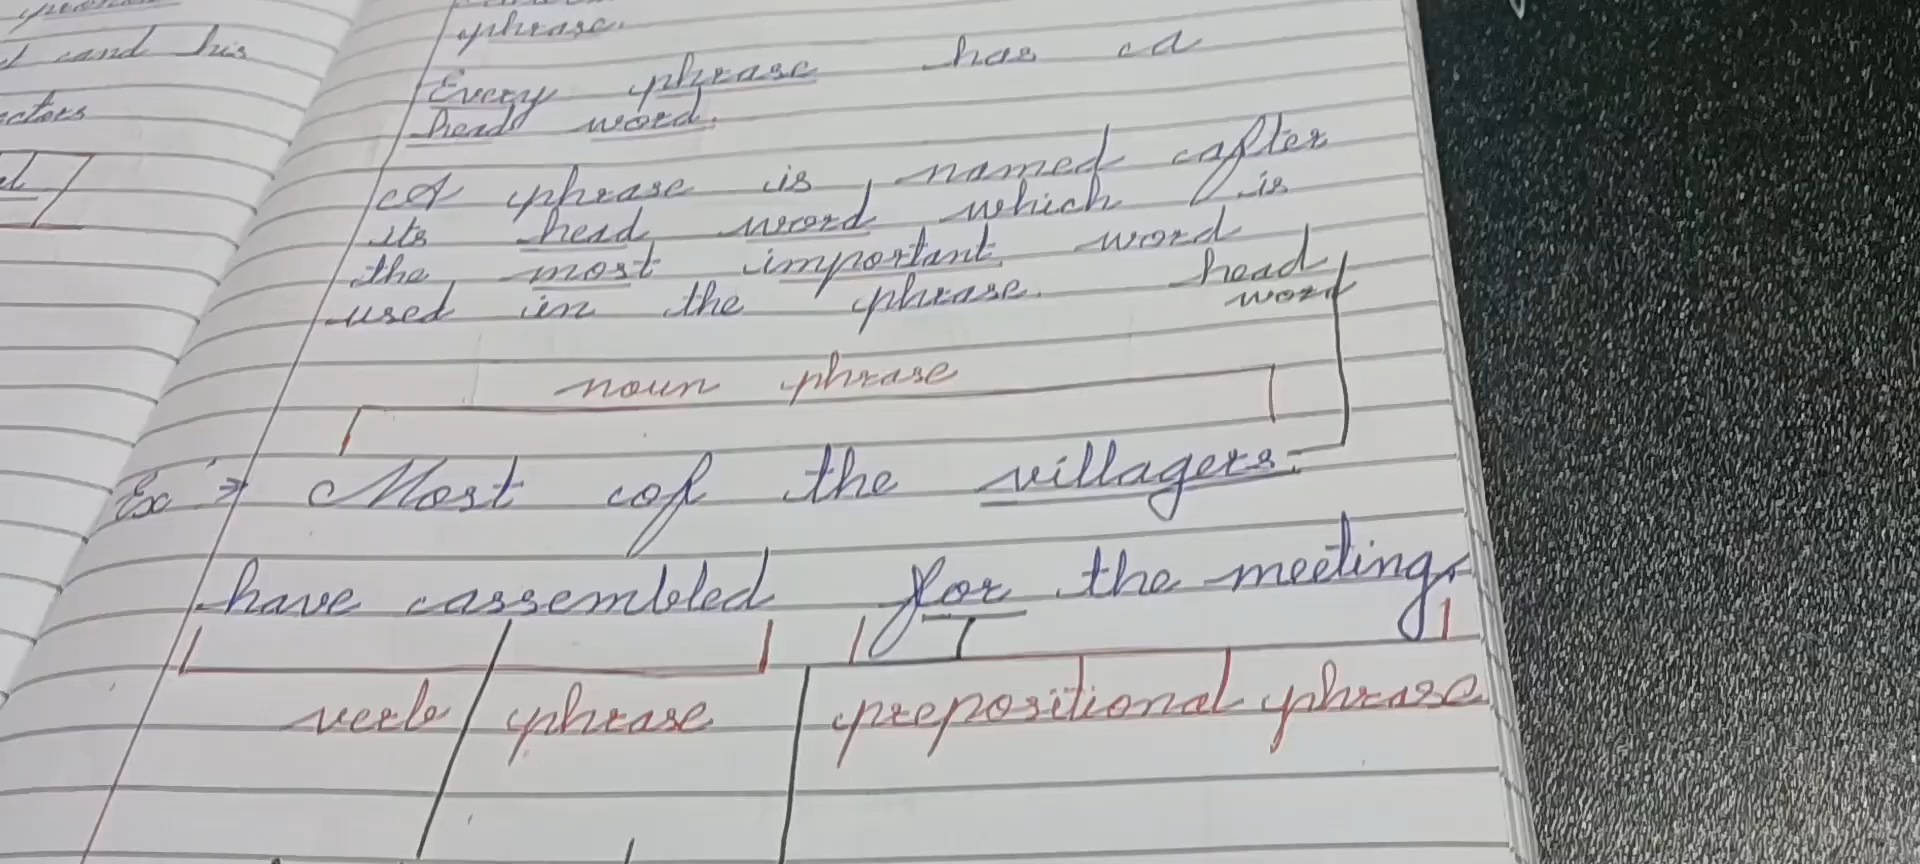 and his
phrase.
Every phrase has a
head word.
A phrase is named after
its head word which is
the most important word
used in the phrase. head
word
noun phrase
Ex ⇒ Most of the villagers
have assembled for the meeting.
verb phrase prepositional phrase